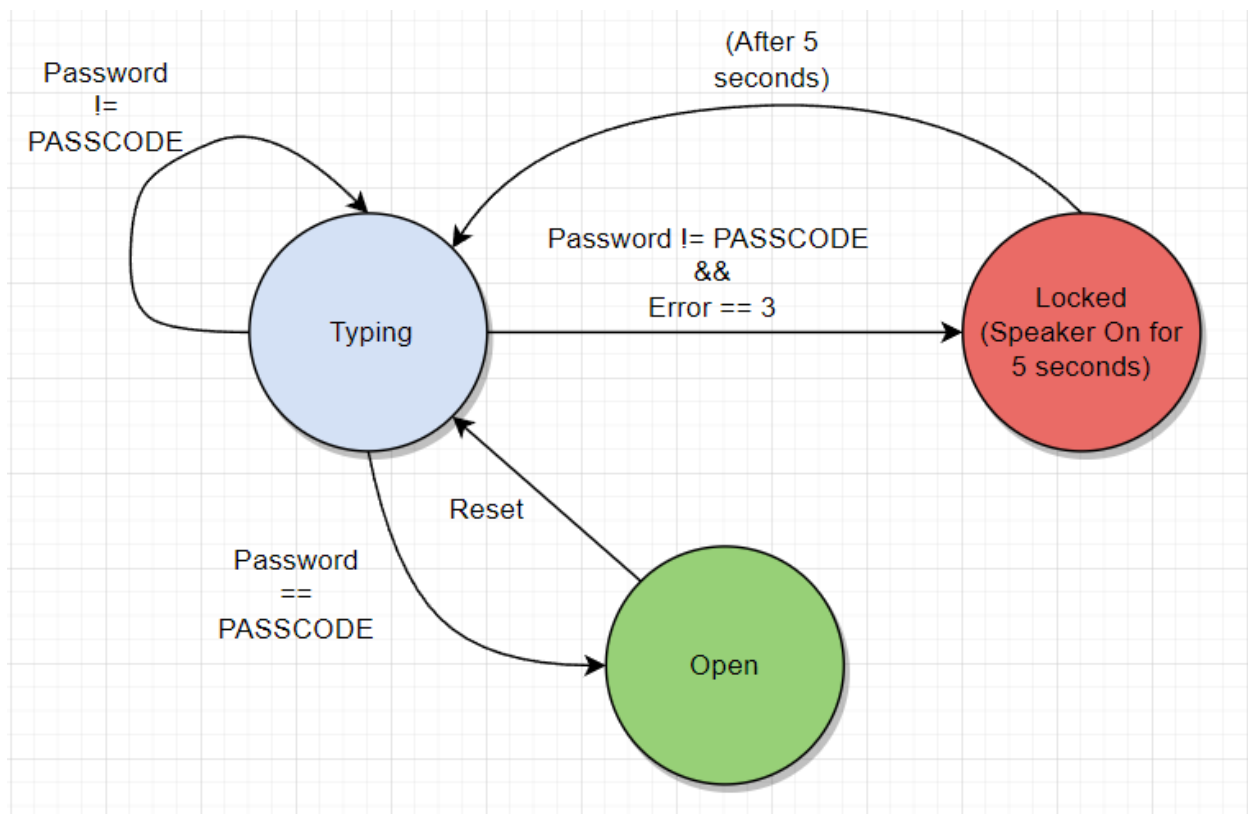 (After 5
seconds)
Password
!=
PASSCODE
Password != PASSCODE
&&
Error == 3
Typing
Locked
(Speaker On for
5 seconds)
Reset
Password
==
PASSCODE
Open